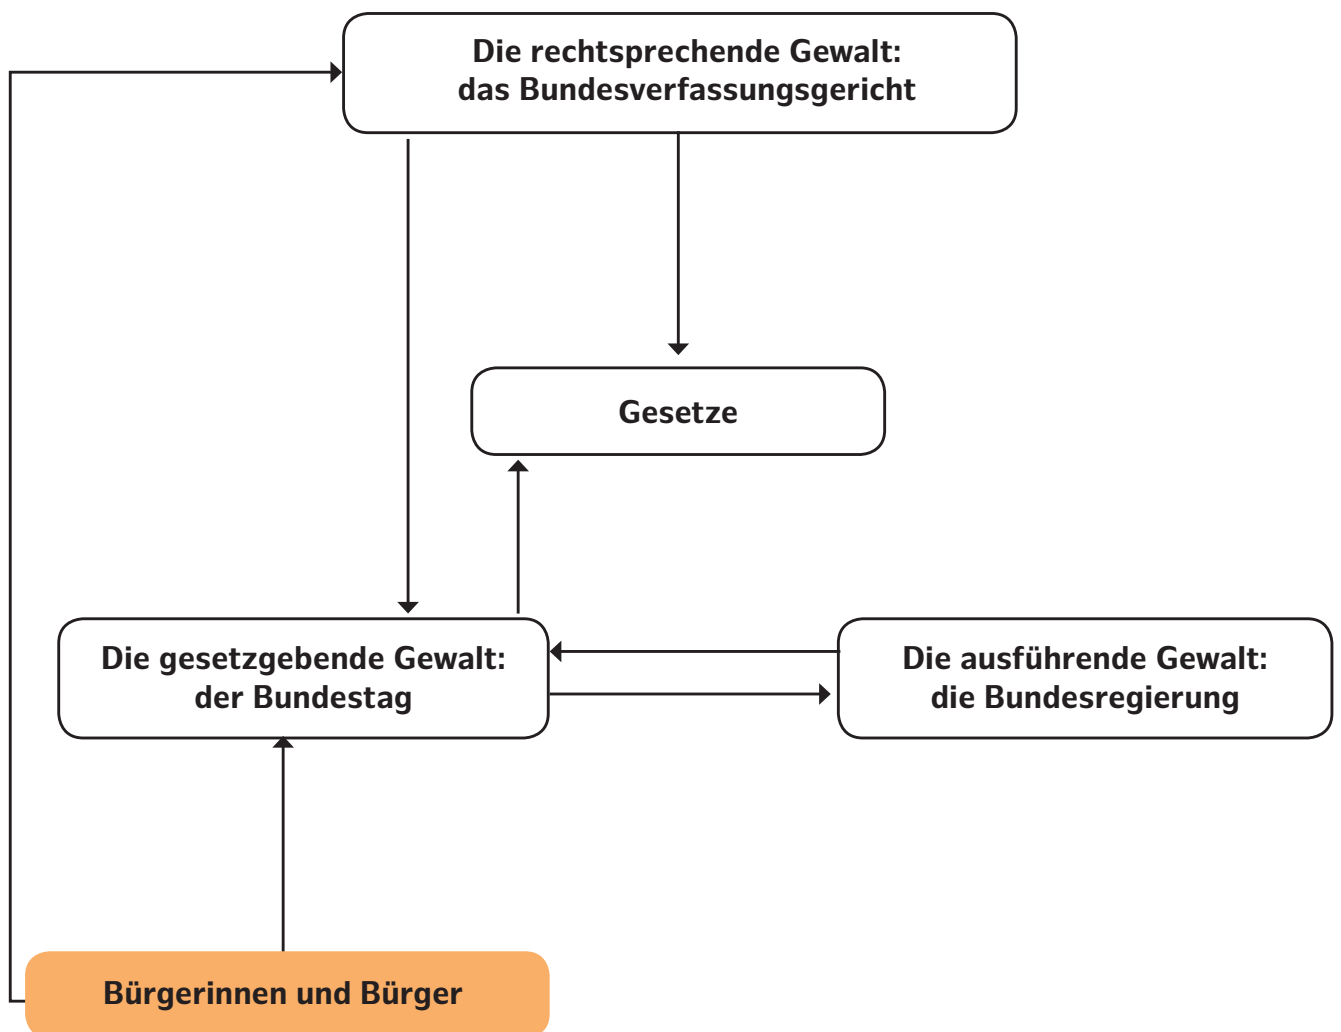 Die rechtsprechende Gewalt:
das Bundesverfassungsgericht
Gesetze
Die gesetzgebende Gewalt:
der Bundestag
Die ausführende Gewalt:
die Bundesregierung
Bürgerinnen und Bürger